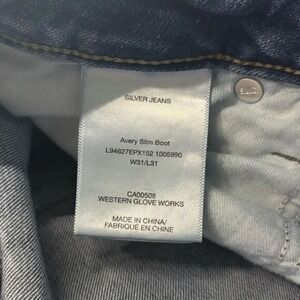 SILVER JEANS
Avery Slim Boot
L94627EPX152 1005990
W31/L31
CA00508
WESTERN GLOVE WORKS
MADE IN CHINA/
FABRIQUÉ EN CHINE